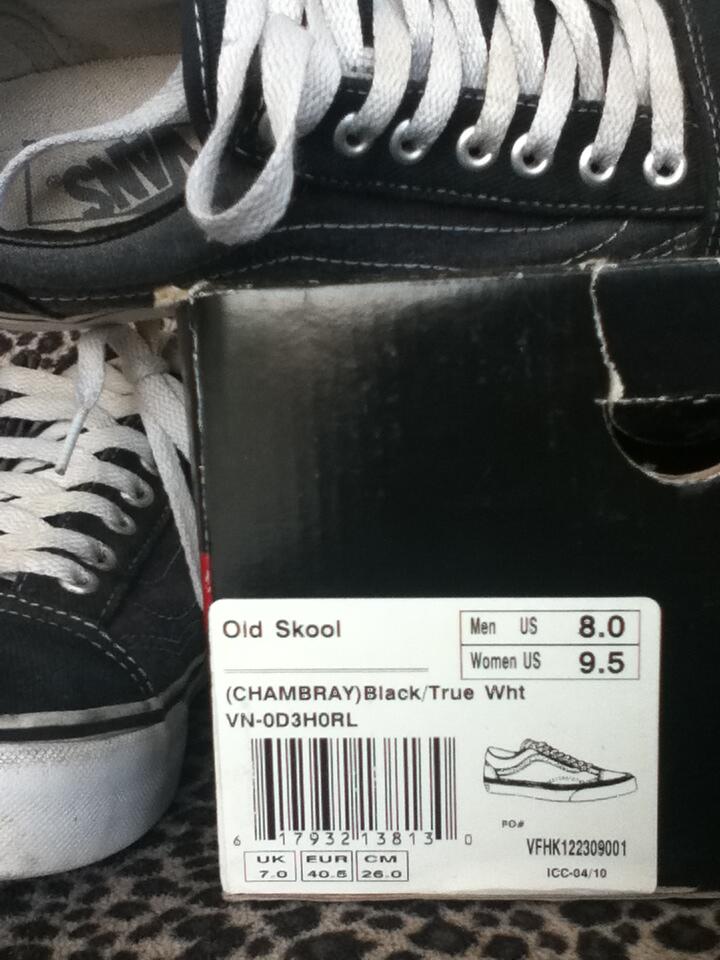 VANS
Old Skool
Men US 8.0
Women US 9.5
(CHAMBRAY)Black/True Wht
VN-0D3H0RL
6 17932 13813 0
PO#
VFHK122309001
ICC-04/10
UK EUR CM
7.0 40.5 26.0